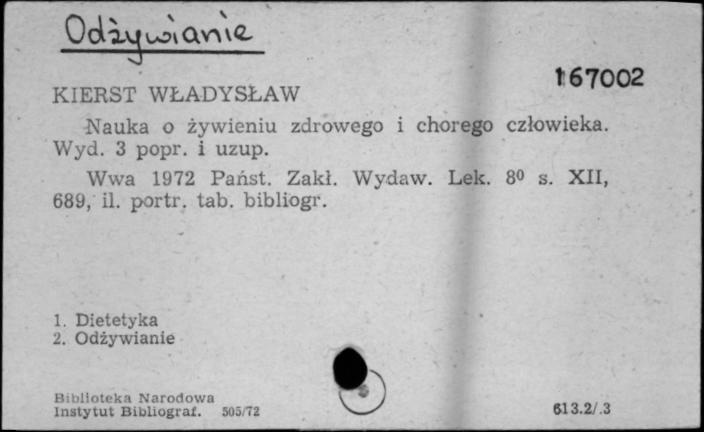 Odżywianie
167002
KIERST WŁADYSŁAW
Nauka o żywieniu zdrowego i chorego człowieka.
Wyd. 3 popr. i uzup.
Wwa 1972 Państ. Zakł. Wydaw. Lek. 8⁰ s. XII,
689, il. portr. tab. bibliogr.
1. Dietetyka
2. Odżywianie
Biblioteka Narodowa
Instytut Bibliograf. 505/72
613.2/.3